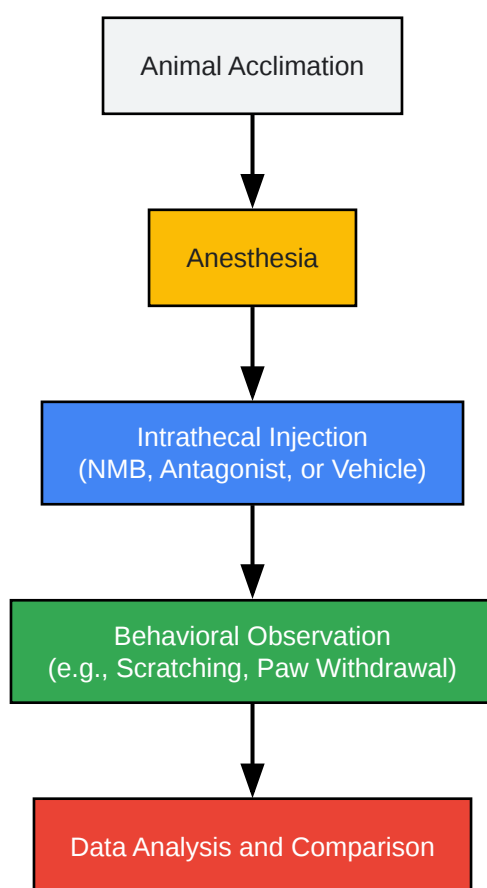 Animal Acclimation
Anesthesia
Intrathecal Injection
(NMB, Antagonist, or Vehicle)
Behavioral Observation
(e.g., Scratching, Paw Withdrawal)
Data Analysis and Comparison